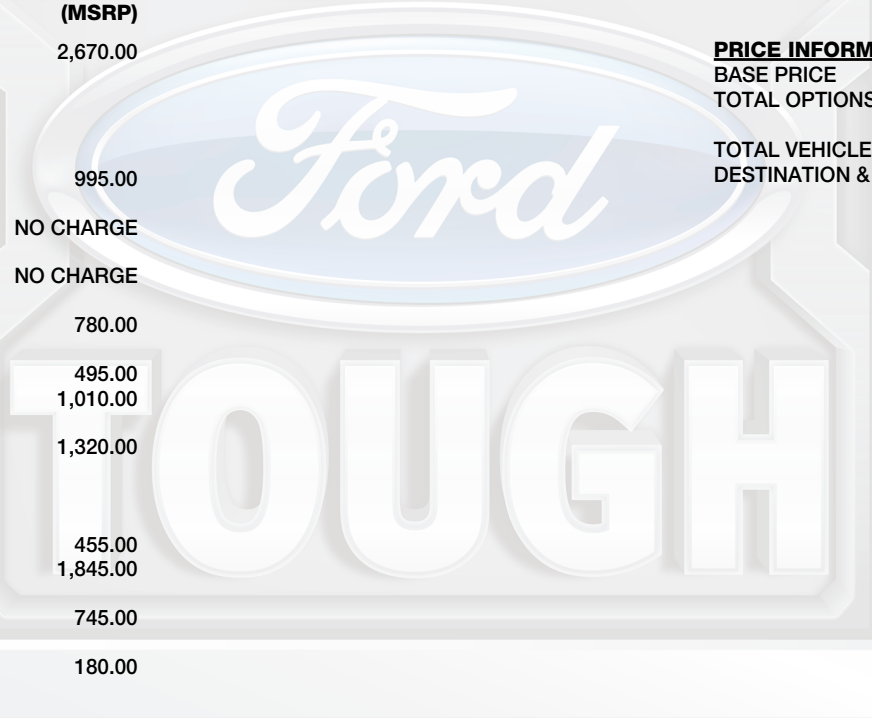 (MSRP)
2,670.00
995.00
NO CHARGE
NO CHARGE
780.00
495.00
1,010.00
1,320.00
455.00
1,845.00
745.00
180.00
PRICE INFORM
BASE PRICE
TOTAL OPTIONS
TOTAL VEHICLE
DESTINATION &
Ford
TOUGH